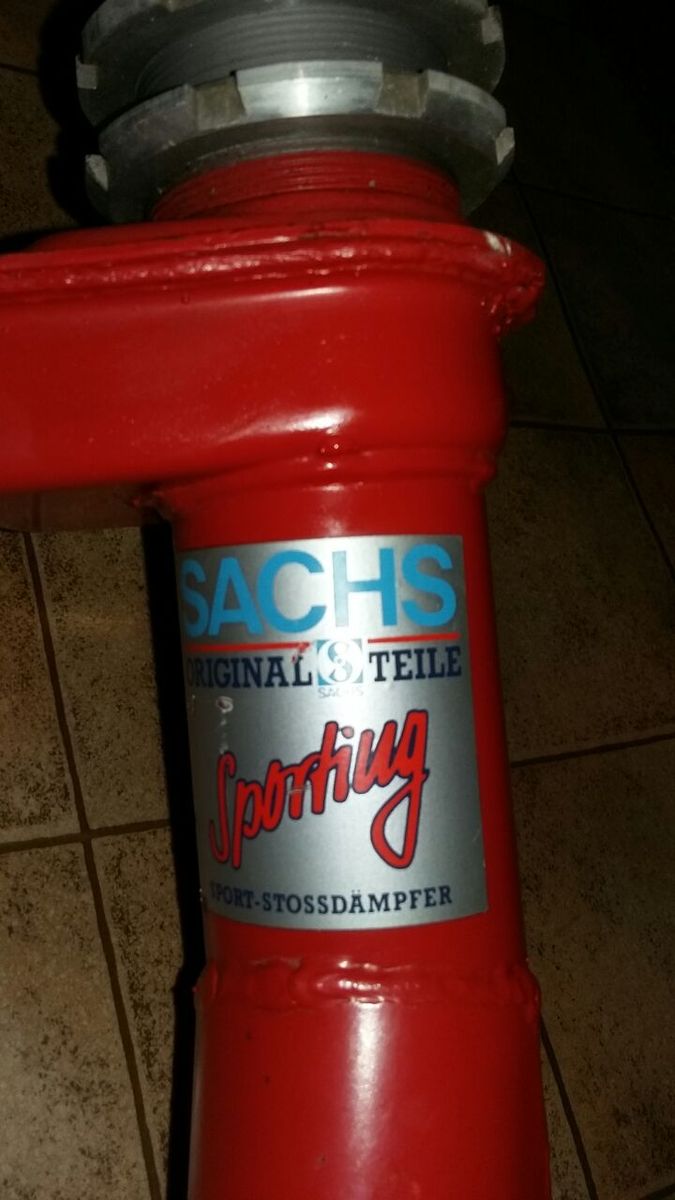 SACHS
ORIGINAL TEILE
SACHS
Sporting
SPORT-STOSSDÄMPFER